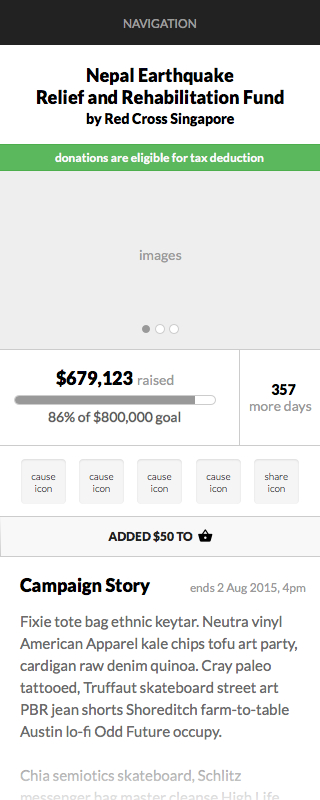 NAVIGATION
Nepal Earthquake
Relief and Rehabilitation Fund
by Red Cross Singapore
donations are eligible for tax deduction
images
$679,123 raised
86% of $800,000 goal
357
more days
cause
icon
cause
icon
cause
icon
cause
icon
share
icon
ADDED $50 TO
Campaign Story
ends 2 Aug 2015, 4pm
Fixie tote bag ethnic keytar. Neutra vinyl
American Apparel kale chips tofu art party,
cardigan raw denim quinoa. Cray paleo
tattooed, Truffaut skateboard street art
PBR jean shorts Shoreditch farm-to-table
Austin lo-fi Odd Future occupy.
Chia semiotics skateboard, Schlitz
messenger bag master cleanse High Life